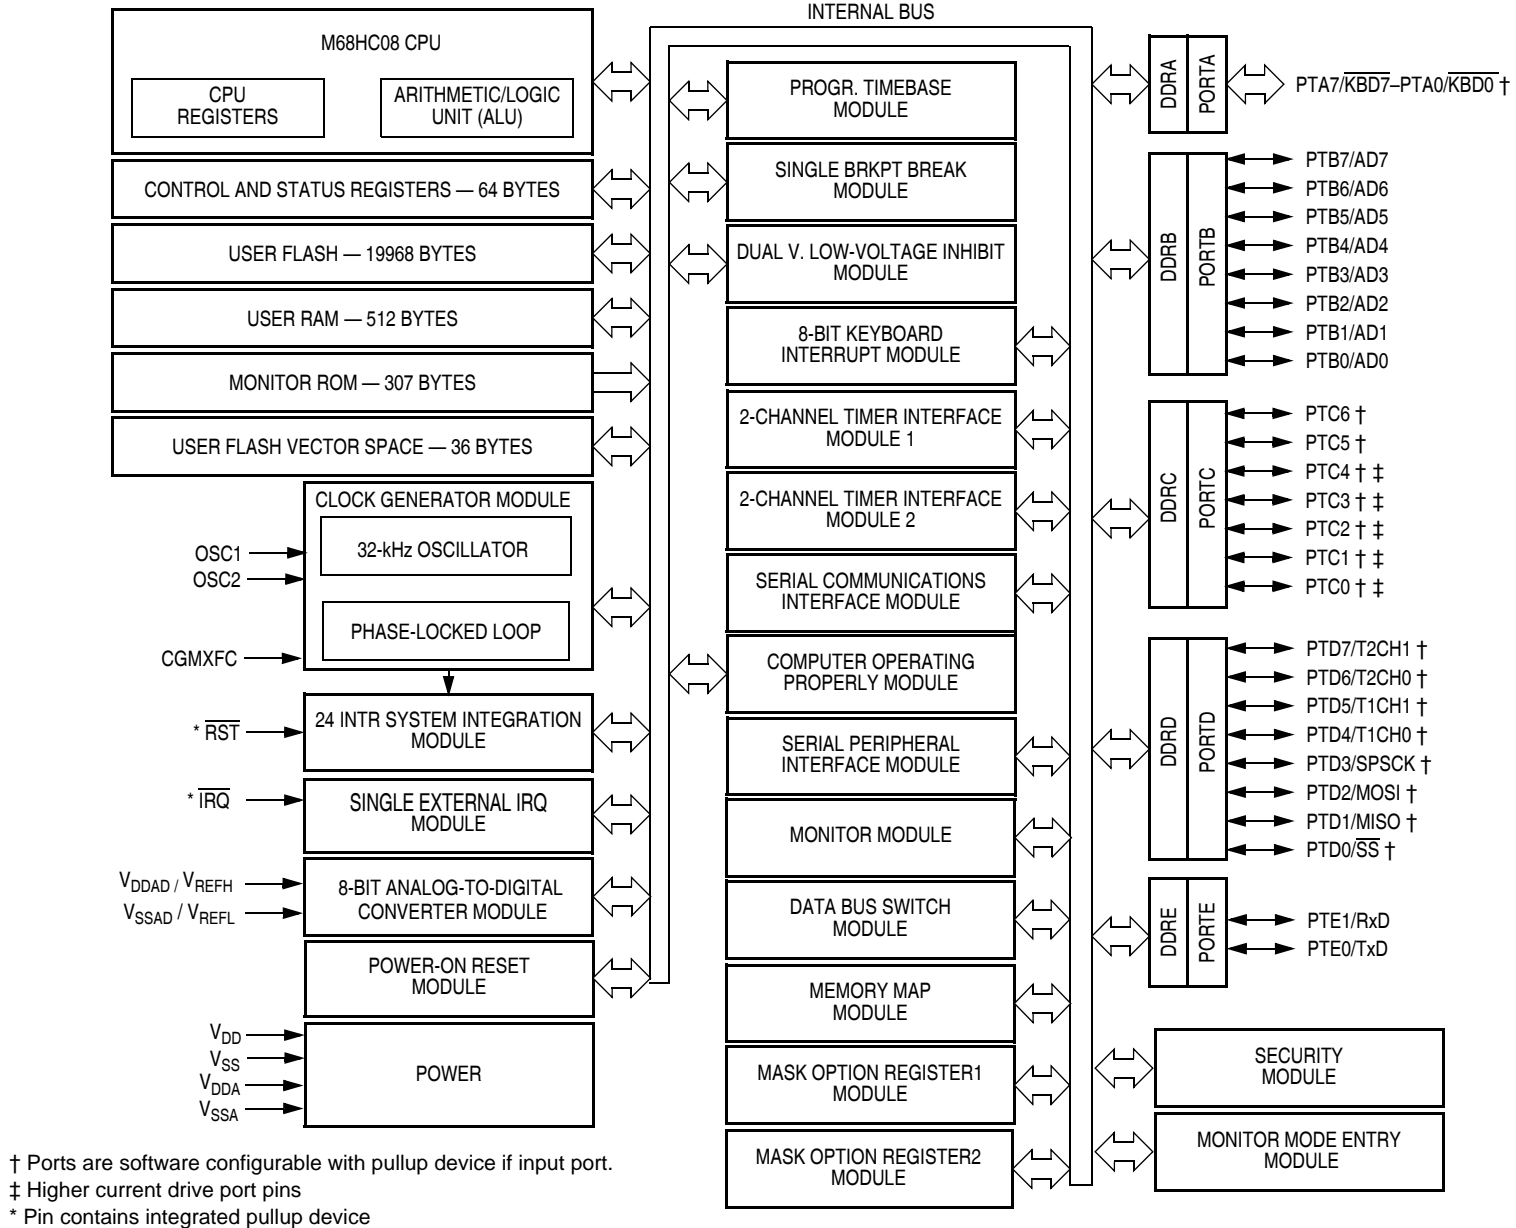 INTERNAL BUS
M68HC08 CPU
CPU
REGISTERS
ARITHMETIC/LOGIC
UNIT (ALU)
CONTROL AND STATUS REGISTERS — 64 BYTES
USER FLASH — 19968 BYTES
USER RAM — 512 BYTES
MONITOR ROM — 307 BYTES
USER FLASH VECTOR SPACE — 36 BYTES
CLOCK GENERATOR MODULE
32-kHz OSCILLATOR
PHASE-LOCKED LOOP
OSC1
OSC2
CGMXFC
* RST
24 INTR SYSTEM INTEGRATION
MODULE
* IRQ
SINGLE EXTERNAL IRQ
MODULE
VDDAD / VREFH
VSSAD / VREFL
8-BIT ANALOG-TO-DIGITAL
CONVERTER MODULE
POWER-ON RESET
MODULE
VDD
VSS
VDDA
VSSA
POWER
PROGR. TIMEBASE
MODULE
SINGLE BRKPT BREAK
MODULE
DUAL V. LOW-VOLTAGE INHIBIT
MODULE
8-BIT KEYBOARD
INTERRUPT MODULE
2-CHANNEL TIMER INTERFACE
MODULE 1
2-CHANNEL TIMER INTERFACE
MODULE 2
SERIAL COMMUNICATIONS
INTERFACE MODULE
COMPUTER OPERATING
PROPERLY MODULE
SERIAL PERIPHERAL
INTERFACE MODULE
MONITOR MODULE
DATA BUS SWITCH
MODULE
MEMORY MAP
MODULE
MASK OPTION REGISTER1
MODULE
MASK OPTION REGISTER2
MODULE
DDRA
PORTA
PTA7/KBD7–PTA0/KBD0 †
DDRB
PORTB
PTB7/AD7
PTB6/AD6
PTB5/AD5
PTB4/AD4
PTB3/AD3
PTB2/AD2
PTB1/AD1
PTB0/AD0
DDRC
PORTC
PTC6 †
PTC5 †
PTC4 † ‡
PTC3 † ‡
PTC2 † ‡
PTC1 † ‡
PTC0 † ‡
DDRD
PORTD
PTD7/T2CH1 †
PTD6/T2CH0 †
PTD5/T1CH1 †
PTD4/T1CH0 †
PTD3/SPSCK †
PTD2/MOSI †
PTD1/MISO †
PTD0/SS †
DDRE
PORTE
PTE1/RxD
PTE0/TxD
SECURITY
MODULE
MONITOR MODE ENTRY
MODULE
† Ports are software configurable with pullup device if input port.
‡ Higher current drive port pins
* Pin contains integrated pullup device